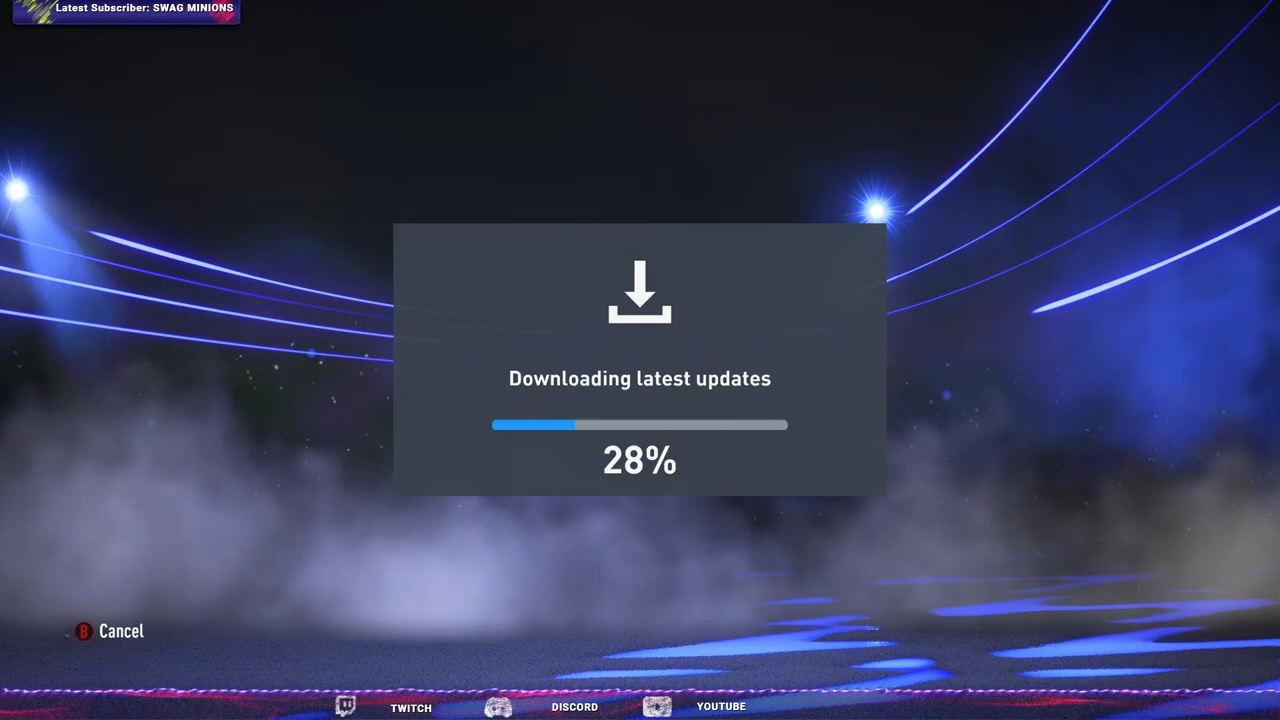 Latest Subscriber: SWAG MINIONS
Downloading latest updates
28%
B Cancel
TWITCH DISCORD YOUTUBE